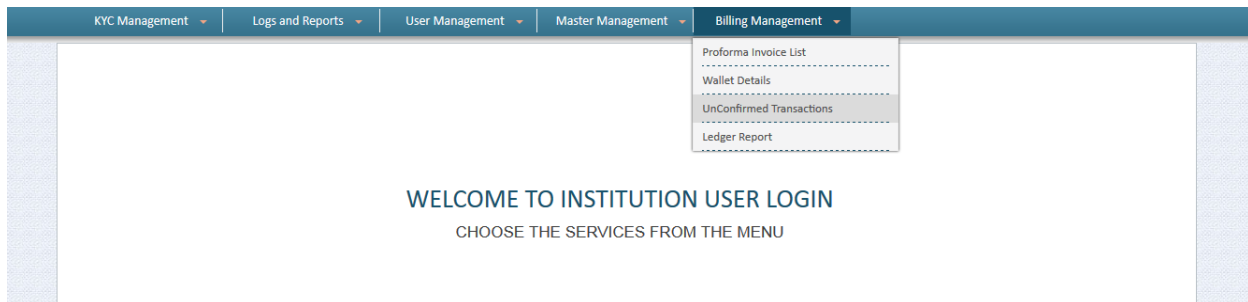 KYC Management Logs and Reports User Management Master Management Billing Management
Proforma Invoice List
Wallet Details
UnConfirmed Transactions
Ledger Report
WELCOME TO INSTITUTION USER LOGIN
CHOOSE THE SERVICES FROM THE MENU